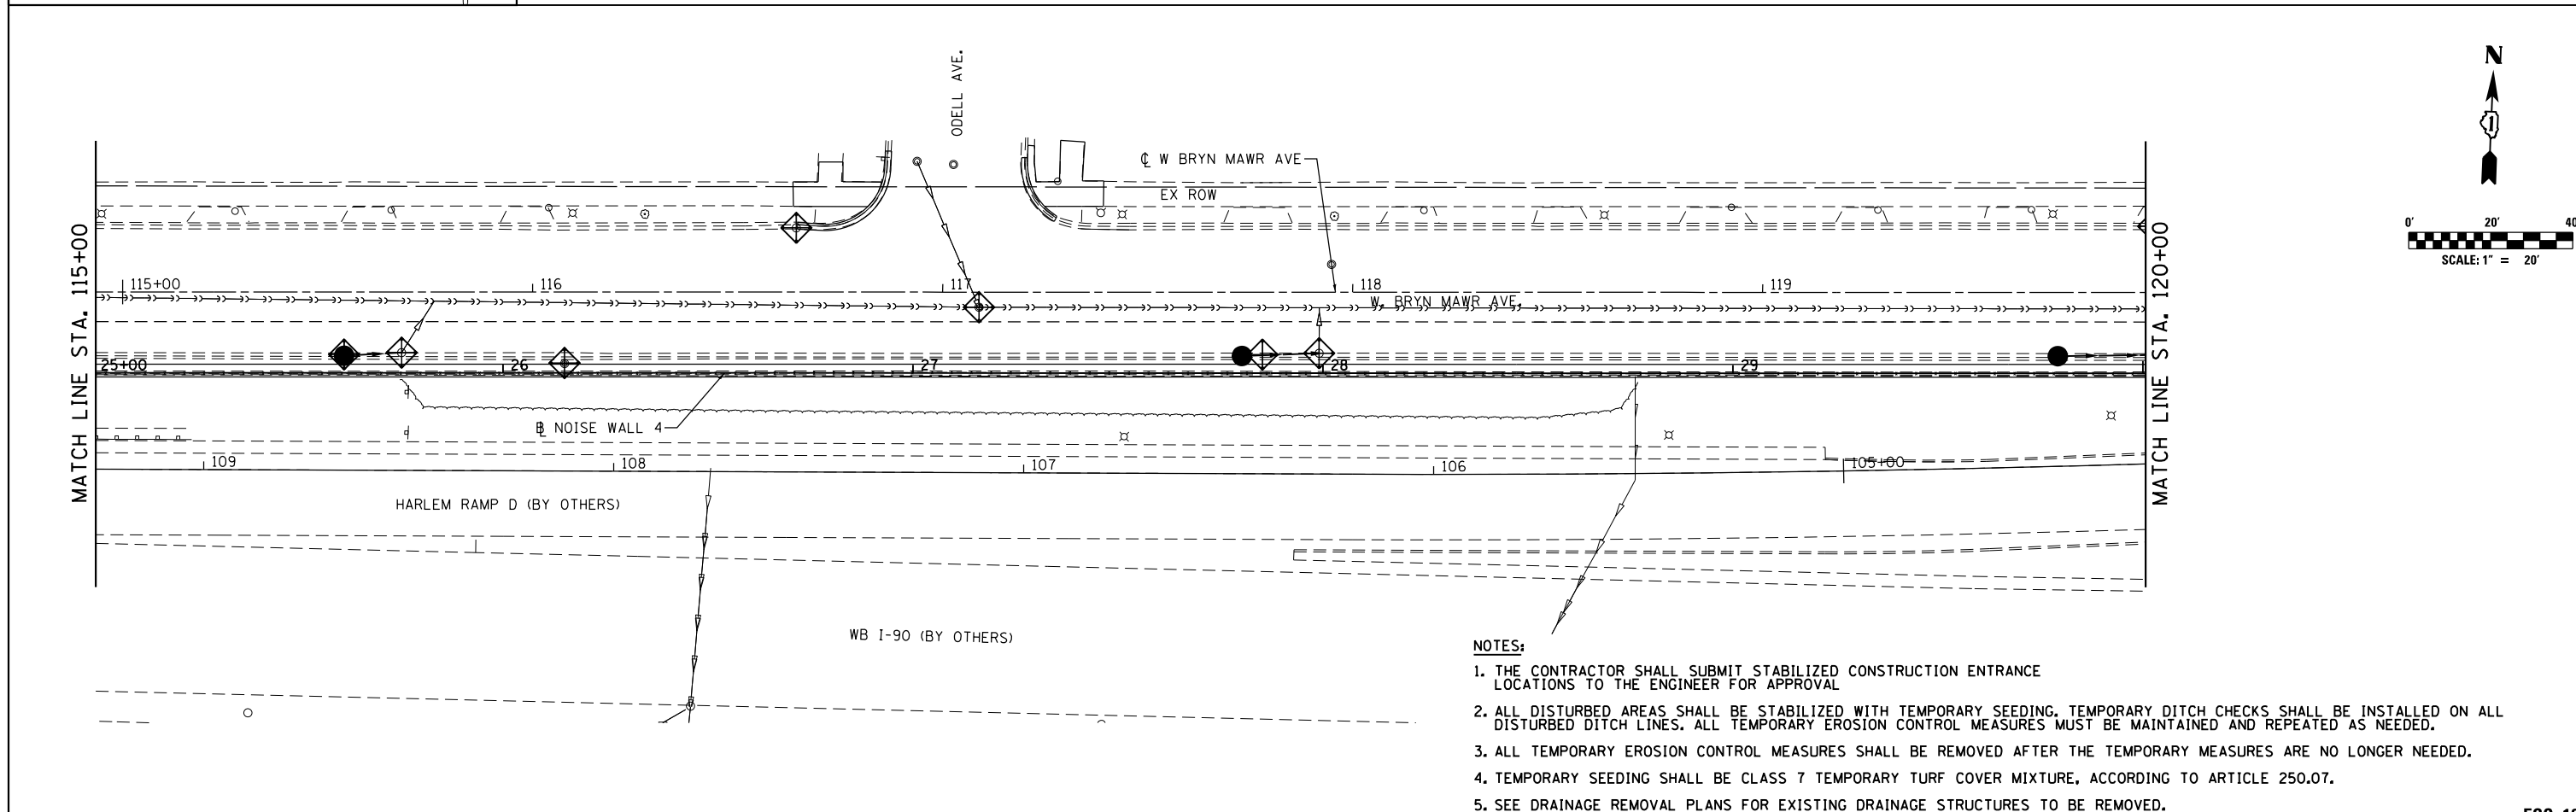 N
1
ODELL AVE.
℄ W BRYN MAWR AVE
EX ROW
0' 20' 40
SCALE: 1" = 20'
MATCH LINE STA. 115+00
MATCH LINE STA. 120+00
115+00 116 117 118 119
W. BRYN MAWR AVE.
25+00 26 27 28 29
BL NOISE WALL 4
109 108 107 106 105+00
HARLEM RAMP D (BY OTHERS)
WB I-90 (BY OTHERS)
NOTES:
1. THE CONTRACTOR SHALL SUBMIT STABILIZED CONSTRUCTION ENTRANCE
LOCATIONS TO THE ENGINEER FOR APPROVAL
2. ALL DISTURBED AREAS SHALL BE STABILIZED WITH TEMPORARY SEEDING. TEMPORARY DITCH CHECKS SHALL BE INSTALLED ON ALL
DISTURBED DITCH LINES. ALL TEMPORARY EROSION CONTROL MEASURES MUST BE MAINTAINED AND REPEATED AS NEEDED.
3. ALL TEMPORARY EROSION CONTROL MEASURES SHALL BE REMOVED AFTER THE TEMPORARY MEASURES ARE NO LONGER NEEDED.
4. TEMPORARY SEEDING SHALL BE CLASS 7 TEMPORARY TURF COVER MIXTURE, ACCORDING TO ARTICLE 250.07.
5. SEE DRAINAGE REMOVAL PLANS FOR EXISTING DRAINAGE STRUCTURES TO BE REMOVED.